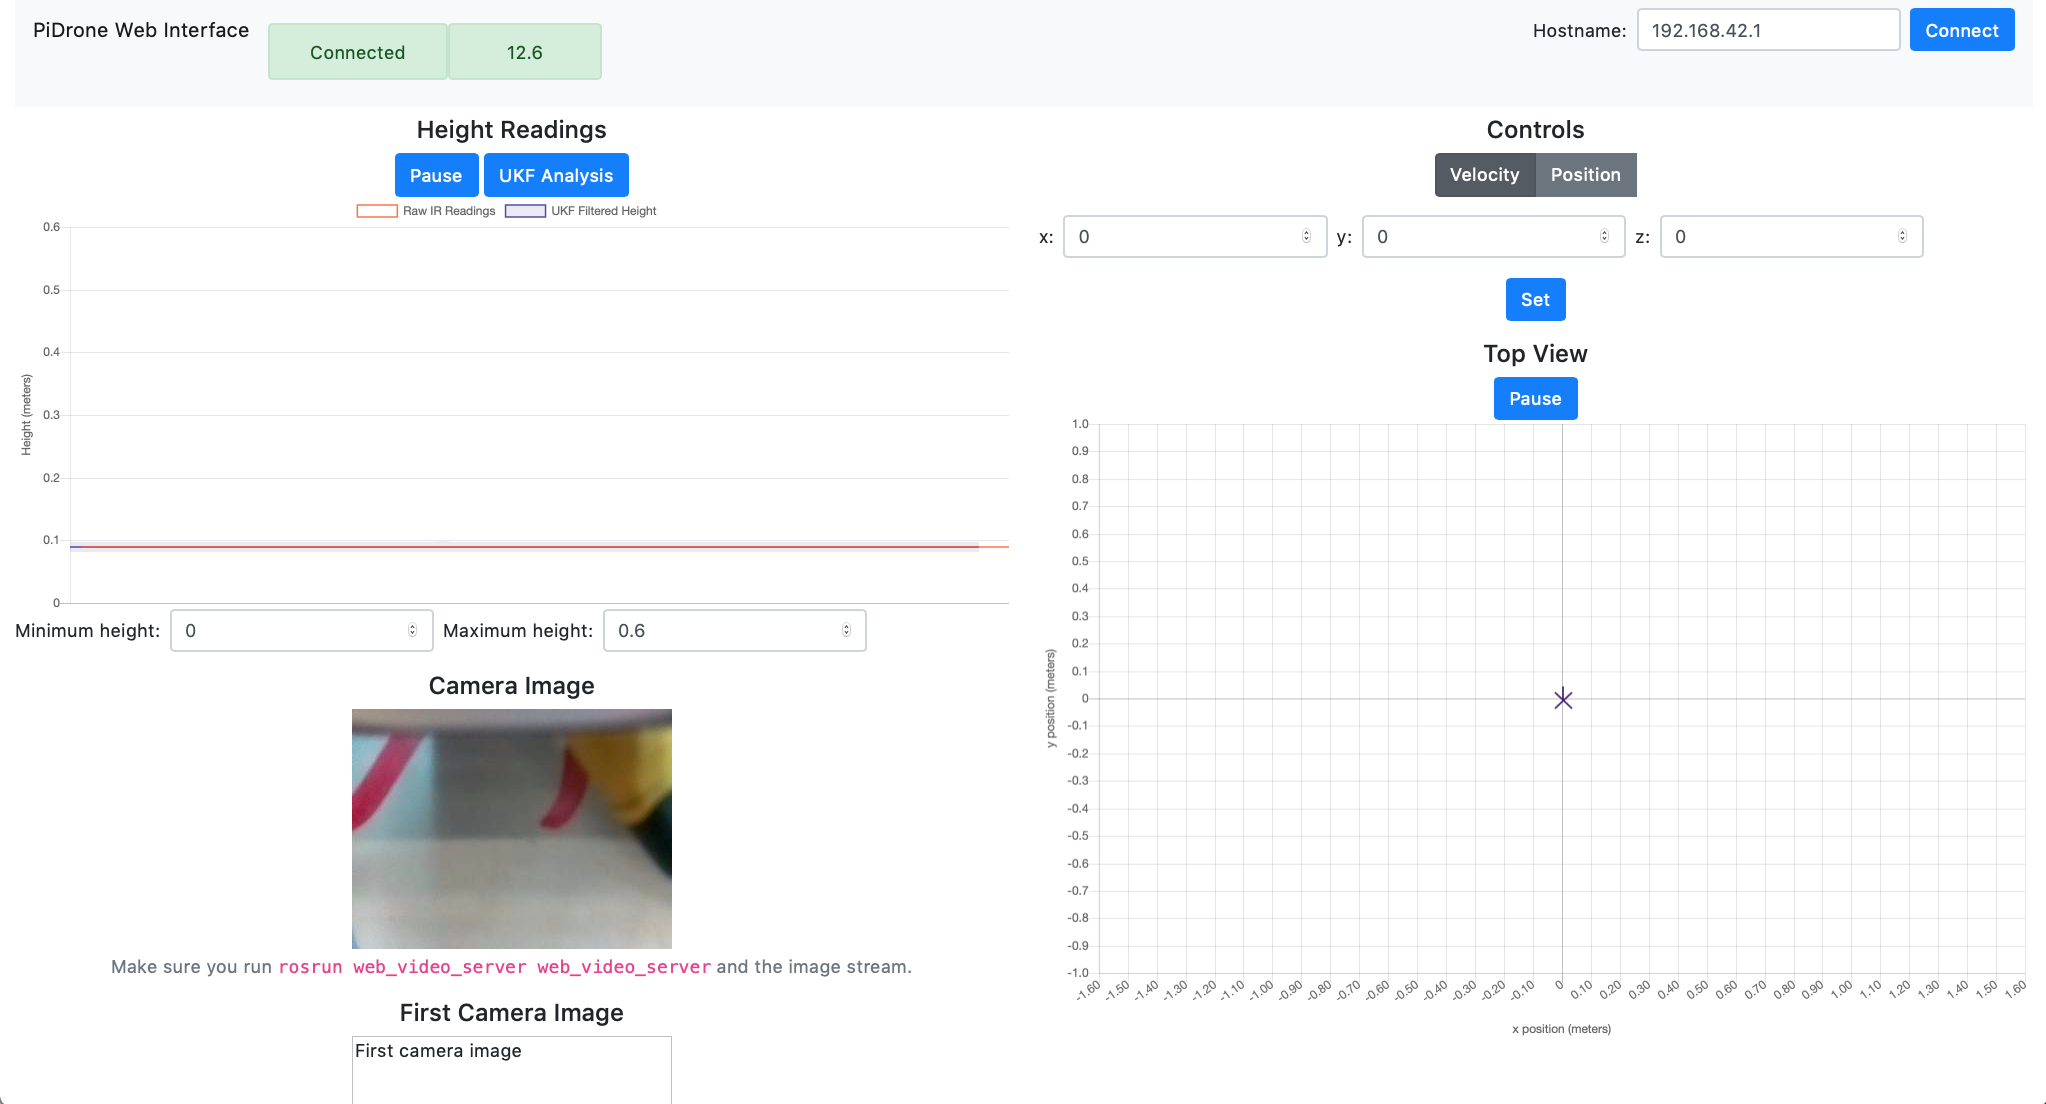 PiDrone Web Interface
Connected
12.6
Hostname:
192.168.42.1
Connect
Height Readings
Pause
UKF Analysis
Raw IR Readings
UKF Filtered Height
0.6
0.5
0.4
0.3
0.2
0.1
0
Height (meters)
Minimum height:
0
Maximum height:
0.6
Camera Image
Make sure you run rosrun web_video_server web_video_server and the image stream.
First Camera Image
First camera image
Controls
Velocity
Position
x:
0
y:
0
z:
0
Set
Top View
Pause
1.0
0.9
0.8
0.7
0.6
0.5
0.4
0.3
0.2
0.1
0
-0.1
-0.2
-0.3
-0.4
-0.5
-0.6
-0.7
-0.8
-0.9
-1.0
y position (meters)
-1.60 -1.50 -1.40 -1.30 -1.20 -1.10 -1.00 -0.90 -0.80 -0.70 -0.60 -0.50 -0.40 -0.30 -0.20 -0.10 0 0.10 0.20 0.30 0.40 0.50 0.60 0.70 0.80 0.90 1.00 1.10 1.20 1.30 1.40 1.50 1.60
x position (meters)